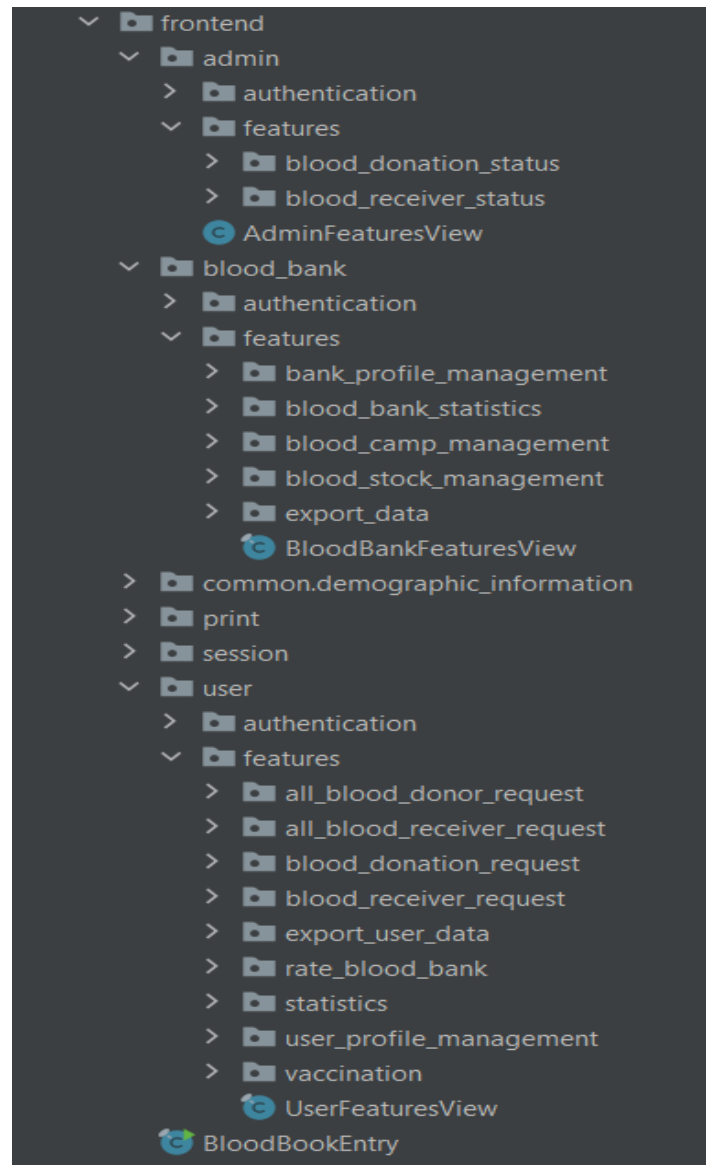 frontend
admin
authentication
features
blood_donation_status
blood_receiver_status
AdminFeaturesView
blood_bank
authentication
features
bank_profile_management
blood_bank_statistics
blood_camp_management
blood_stock_management
export_data
BloodBankFeaturesView
common.demographic_information
print
session
user
authentication
features
all_blood_donor_request
all_blood_receiver_request
blood_donation_request
blood_receiver_request
export_user_data
rate_blood_bank
statistics
user_profile_management
vaccination
UserFeaturesView
BloodBookEntry